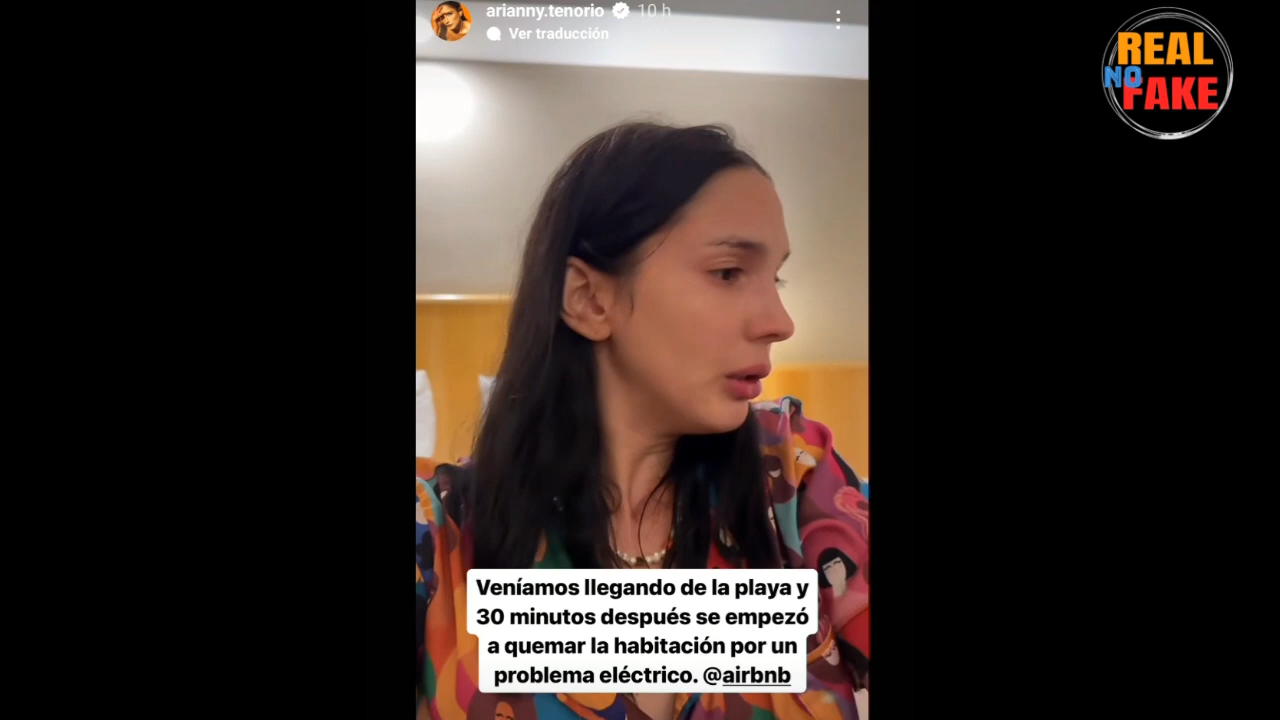 arianny.tenorio 10 h
Ver traducción
REAL
NO
FAKE
Veníamos llegando de la playa y
30 minutos después se empezó
a quemar la habitación por un
problema eléctrico. @airbnb